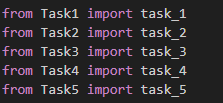 from Task1 import task_1
from Task2 import task_2
from Task3 import task_3
from Task4 import task_4
from Task5 import task_5